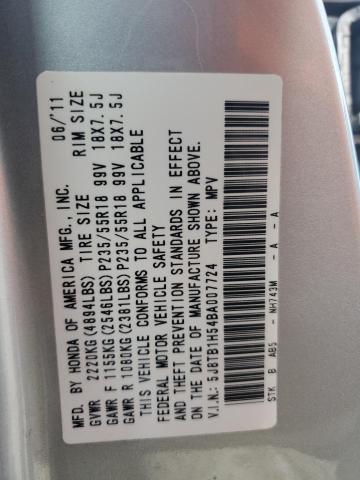 MFD. BY HONDA OF AMERICA MFG., INC. 06/'11
GVWR 2220KG(4894LBS) TIRE SIZE RIM SIZE
GAWR F 1155KG(2546LBS)P235/55R18 99V 18X7.5J
GAWR R 1080KG(2381LBS)P235/55R18 99V 18X7.5J
THIS VEHICLE CONFORMS TO ALL APPLICABLE
FEDERAL MOTOR VEHICLE SAFETY
AND THEFT PREVENTION STANDARDS IN EFFECT
ON THE DATE OF MANUFACTURE SHOWN ABOVE.
V.I.N.: 5J8TB1H54BA007724 TYPE: MPV
STK B AB5 - NH743M - A - A